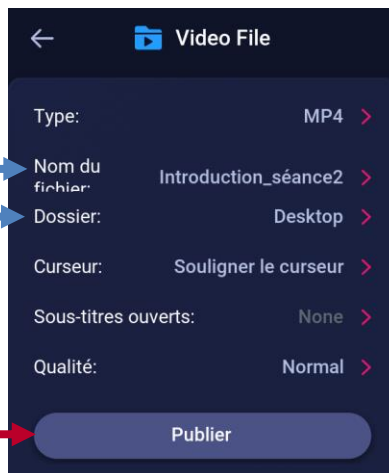 Video File
Type: MP4
Nom du
fichier: Introduction_séance2
Dossier: Desktop
Curseur: Souligner le curseur
Sous-titres ouverts: None
Qualité: Normal
Publier